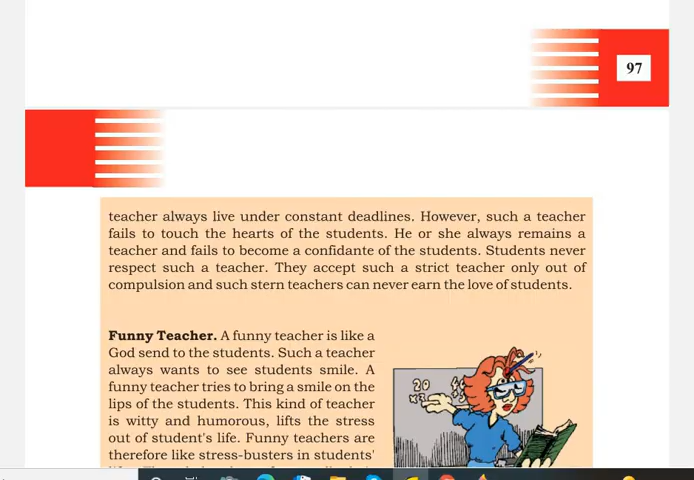 97
teacher always live under constant deadlines. However, such a teacher
fails to touch the hearts of the students. He or she always remains a
teacher and fails to become a confidante of the students. Students never
respect such a teacher. They accept such a strict teacher only out of
compulsion and such stern teachers can never earn the love of students.
Funny Teacher. A funny teacher is like a
God send to the students. Such a teacher
always wants to see students smile. A
funny teacher tries to bring a smile on the
lips of the students. This kind of teacher
is witty and humorous, lifts the stress
out of student's life. Funny teachers are
therefore like stress-busters in students'
20
x3